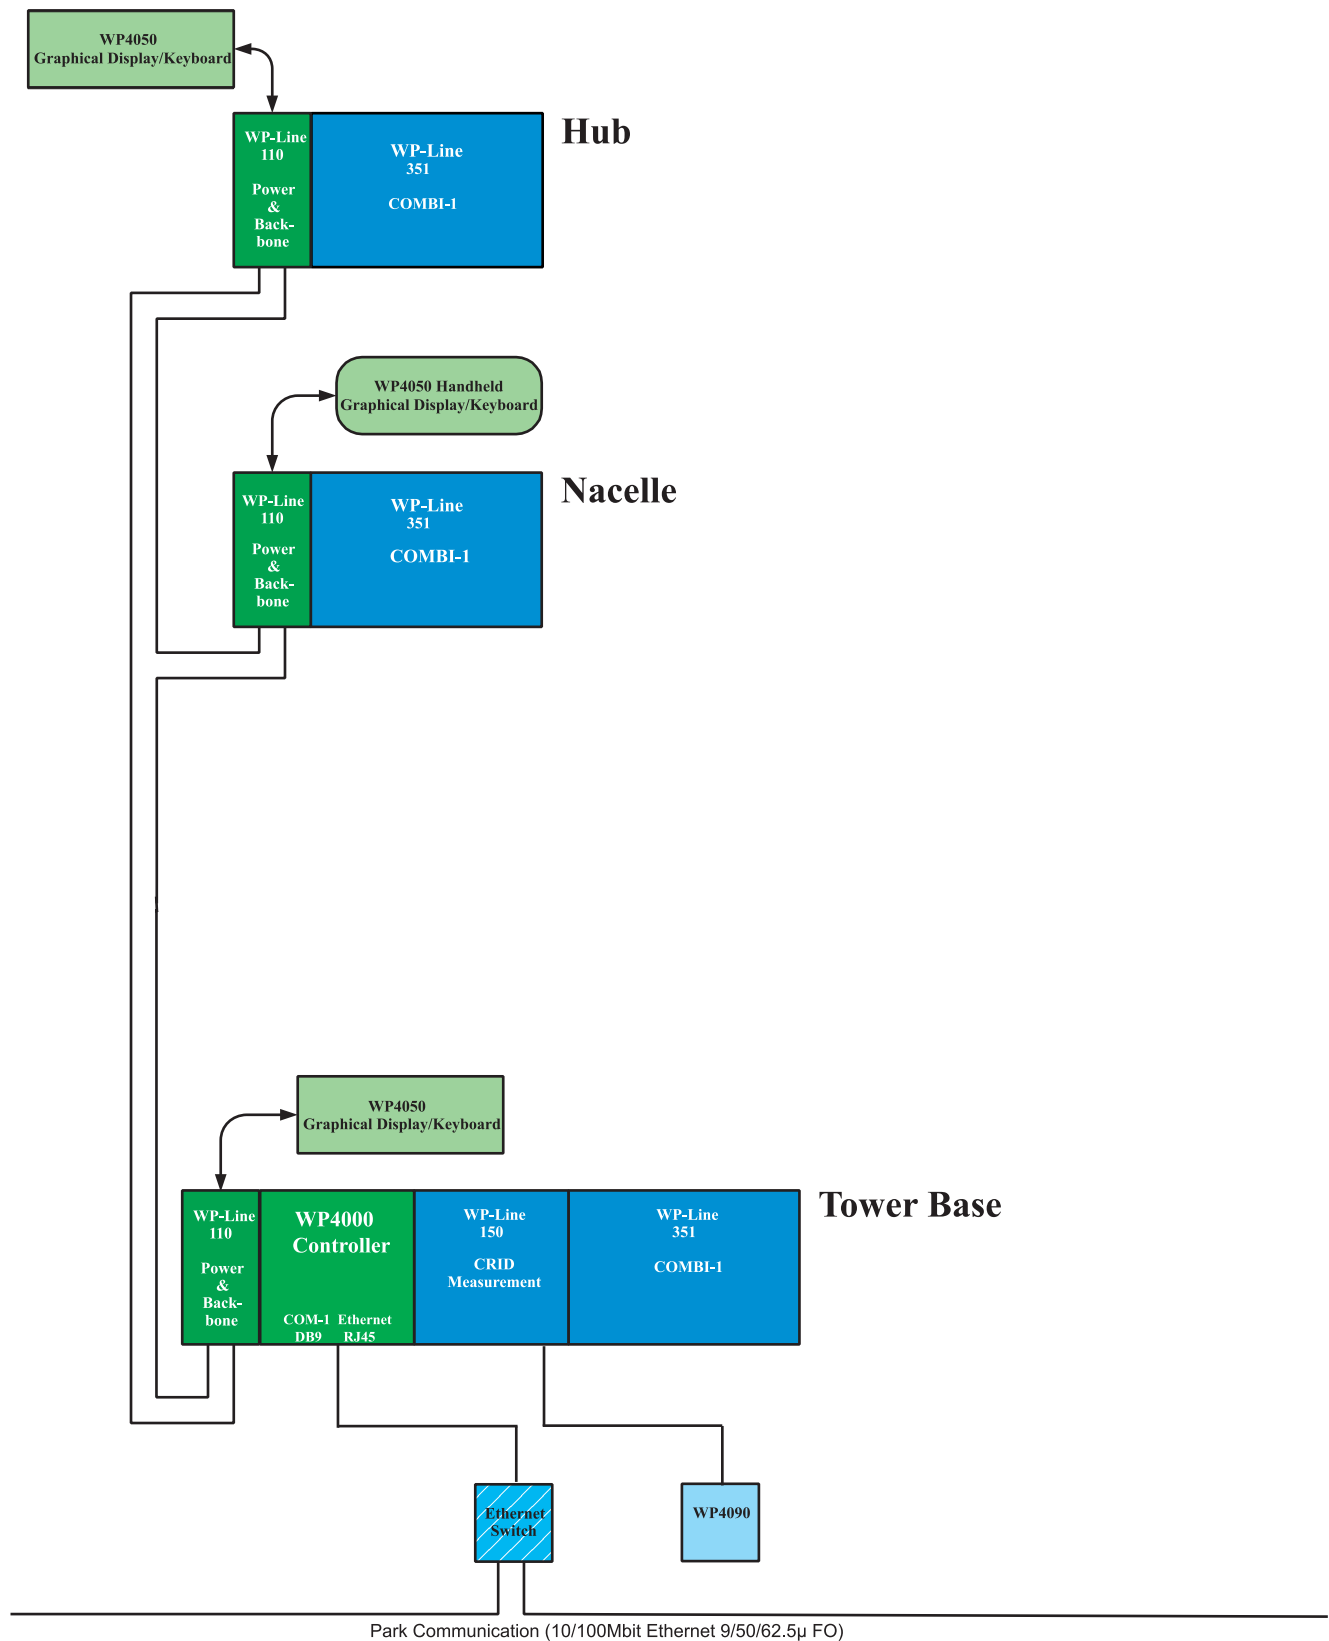 WP4050
Graphical Display/Keyboard
Hub
WP-Line
110
Power
&
Back-
bone
WP-Line
351
COMBI-1
WP4050 Handheld
Graphical Display/Keyboard
Nacelle
WP-Line
110
Power
&
Back-
bone
WP-Line
351
COMBI-1
WP4050
Graphical Display/Keyboard
Tower Base
WP-Line
110
Power
&
Back-
bone
WP4000
Controller
COM-1 Ethernet
DB9 RJ45
WP-Line
150
CRID
Measurement
WP-Line
351
COMBI-1
Ethernet
Switch
WP4090
Park Communication (10/100Mbit Ethernet 9/50/62.5µ FO)